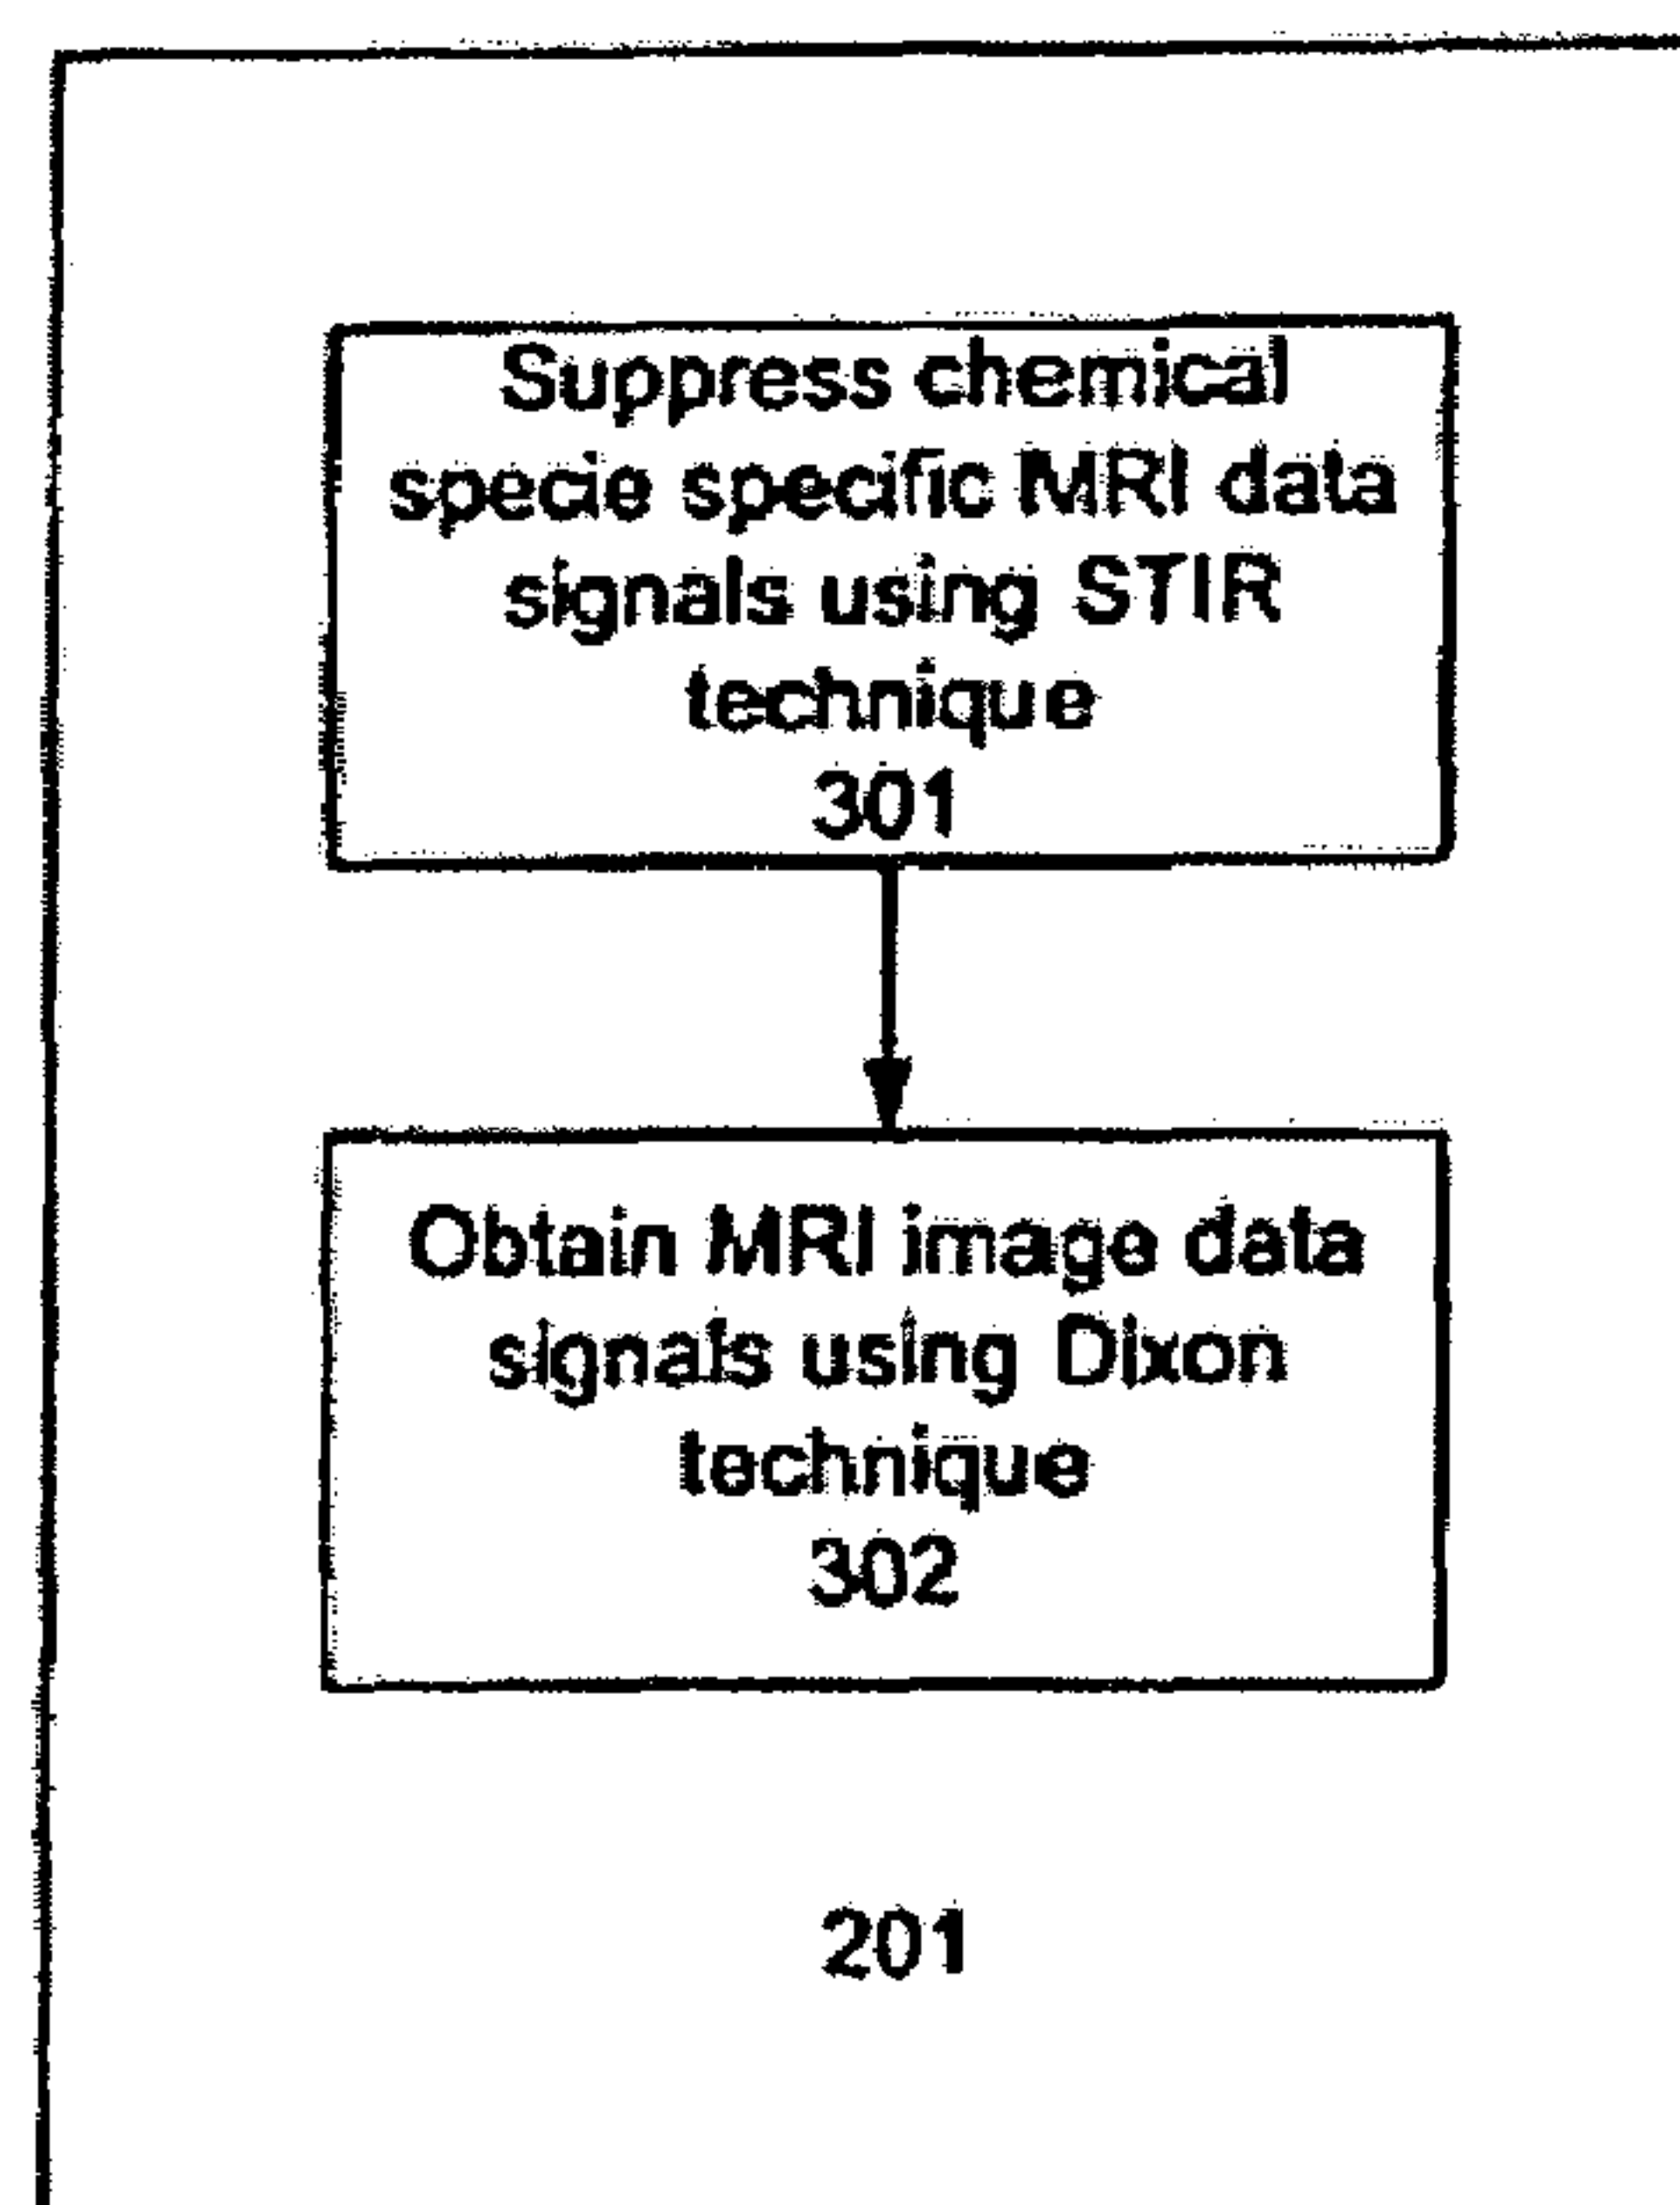 Suppress chemical
specie specific MRI data
signals using STIR
technique
301
Obtain MRI image data
signals using Dixon
technique
302
201